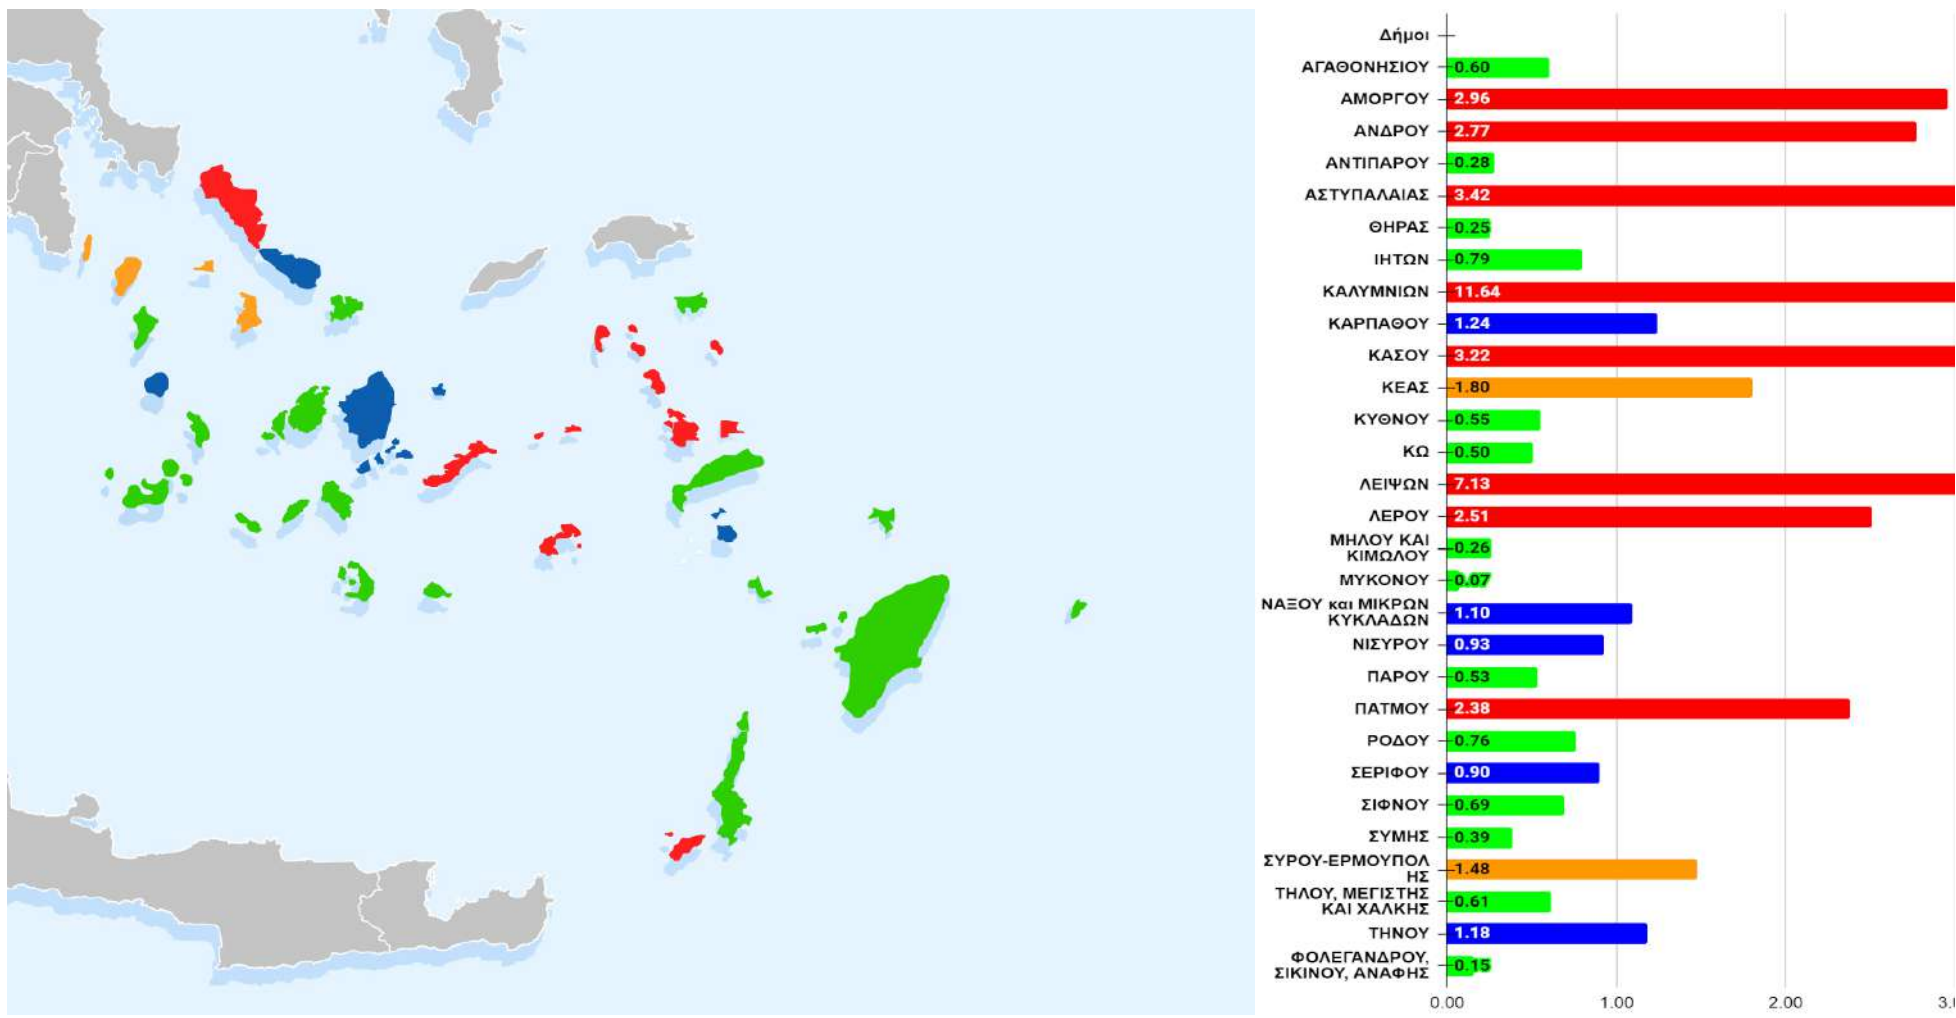 Δήμοι
ΑΓΑΘΟΝΗΣΙΟΥ 0.60
ΑΜΟΡΓΟΥ 2.96
ΑΝΔΡΟΥ 2.77
ΑΝΤΙΠΑΡΟΥ 0.28
ΑΣΤΥΠΑΛΑΙΑΣ 3.42
ΘΗΡΑΣ 0.25
ΙΗΤΩΝ 0.79
ΚΑΛΥΜΝΙΩΝ 11.64
ΚΑΡΠΑΘΟΥ 1.24
ΚΑΣΟΥ 3.22
ΚΕΑΣ 1.80
ΚΥΘΝΟΥ 0.55
ΚΩ 0.50
ΛΕΙΨΩΝ 7.13
ΛΕΡΟΥ 2.51
ΜΗΛΟΥ ΚΑΙ
ΚΙΜΩΛΟΥ 0.26
ΜΥΚΟΝΟΥ 0.07
ΝΑΞΟΥ και ΜΙΚΡΩΝ
ΚΥΚΛΑΔΩΝ 1.10
ΝΙΣΥΡΟΥ 0.93
ΠΑΡΟΥ 0.53
ΠΑΤΜΟΥ 2.38
ΡΟΔΟΥ 0.76
ΣΕΡΙΦΟΥ 0.90
ΣΙΦΝΟΥ 0.69
ΣΥΜΗΣ 0.39
ΣΥΡΟΥ-ΕΡΜΟΥΠΟΛ
ΗΣ 1.48
ΤΗΛΟΥ, ΜΕΓΙΣΤΗΣ
ΚΑΙ ΧΑΛΚΗΣ 0.61
ΤΗΝΟΥ 1.18
ΦΟΛΕΓΑΝΔΡΟΥ,
ΣΙΚΙΝΟΥ, ΑΝΑΦΗΣ 0.15
0.00 1.00 2.00